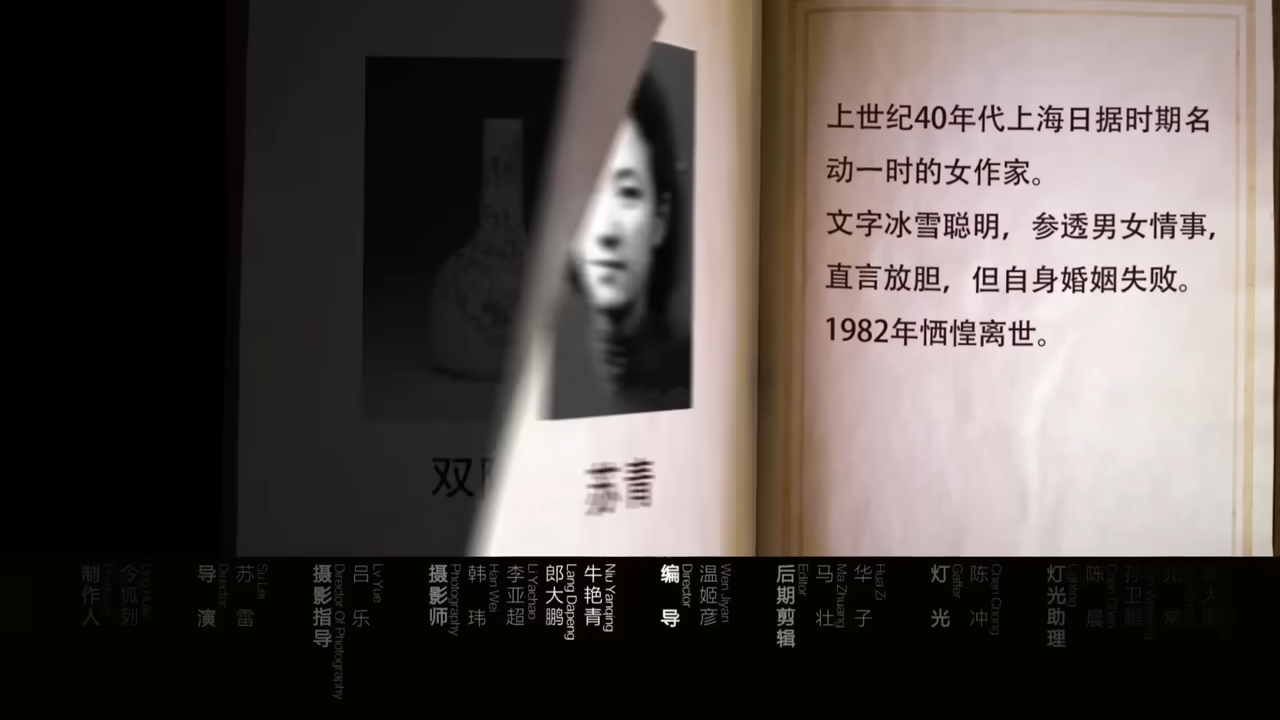 上世纪40年代上海日据时期名
动一时的女作家。
文字冰雪聪明，参透男女情事，
直言放胆，但自身婚姻失败。
1982年恓惶离世。
双
苏青
制作人
令狐列
导 演
Director
苏 雷
Su Lei
摄影指导
Director Of Photography
吕 乐
Lv Yue
摄影师
Photography
韩 玮
Han Wei
李亚超
Li Yachao
郎大鹏
Lang Dapeng
牛艳青
Niu Yanqing
编 导
Director
温姬彦
Wen Jiyan
后期剪辑
Editor
马 壮
Ma Zhuang
华 子
Hua Zi
灯 光
Gaffer
陈 冲
Chen Chong
灯光助理
Lighting
陈 晨
Chen Chen